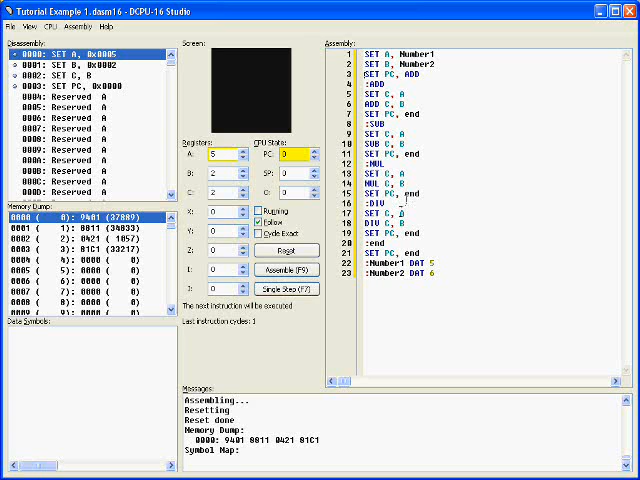 Tutorial Example 1.dasm16 - DCPU-16 Studio
File View CPU Assembly Help
Disassembly:
0000: SET A, 0x0005
0001: SET B, 0x0002
0002: SET C, B
0003: SET PC, 0x0000
0004: Reserved A
0005: Reserved A
0006: Reserved A
0007: Reserved A
0008: Reserved A
0009: Reserved A
000A: Reserved A
000B: Reserved A
000C: Reserved A
000D: Reserved A
Memory Dump:
0000 ( 0): 9401 (37889)
0001 ( 1): 8811 (34833)
0002 ( 2): 0421 ( 1057)
0003 ( 3): 81C1 (33217)
0004 ( 4): 0000 ( 0)
0005 ( 5): 0000 ( 0)
0006 ( 6): 0000 ( 0)
0007 ( 7): 0000 ( 0)
0008 ( 8): 0000 ( 0)
0009 ( 9): 0000 ( 0)
Data Symbols:
Screen:
Registers:
CPU State:
A: 5
PC: 0
B: 2
SP: 0
C: 2
O: 0
X: 0
Running
Y: 0
Follow
Cycle Exact
Z: 0
Reset
I: 0
Assemble (F9)
J: 0
Single Step (F7)
The next instruction will be executed
Last instruction cycles: 1
Assembly:
1 SET A, Number1
2 SET B, Number2
3 SET PC, ADD
4 :ADD
5 SET C, A
6 ADD C, B
7 SET PC, end
8 :SUB
9 SET C, A
10 SUB C, B
11 SET PC, end
12 :MUL
13 SET C, A
14 MUL C, B
15 SET PC, end
16 :DIV
17 SET C, A
18 DIV C, B
19 SET PC, end
20 :end
21 SET PC, end
22 :Number1 DAT 5
23 :Number2 DAT 6
Messages:
Assembling...
Resetting
Reset done
Memory Dump:
0000: 9401 8811 0421 81C1
Symbol Map: